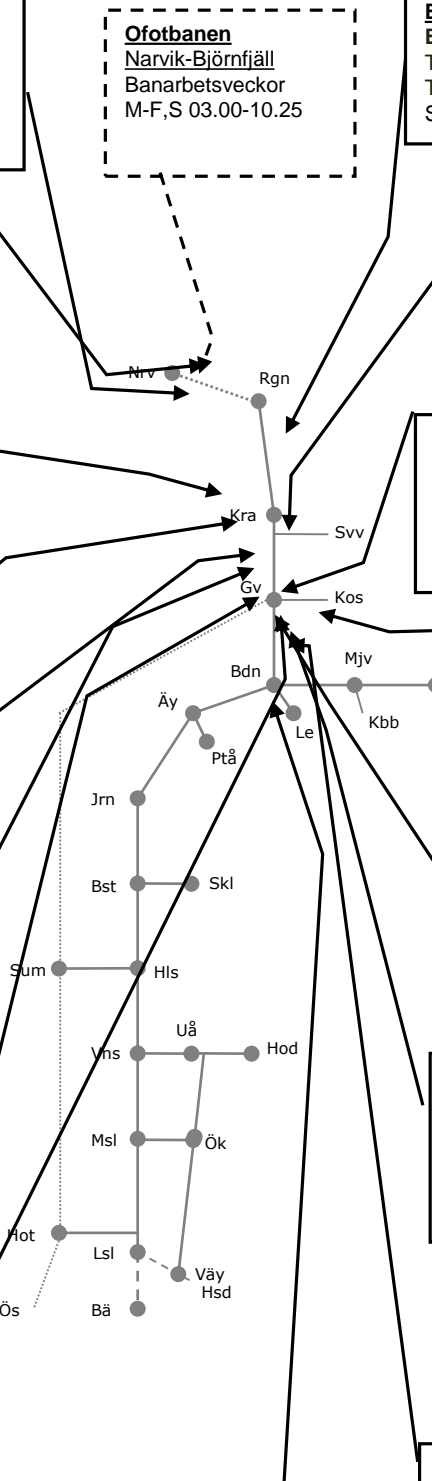 Ofotbanen
Narvik-Björnfjäll
Banarbetsveckor
M-F,S 03.00-10.25
Nrv
Rgn
Kra
Svv
Gv
Kos
Bdn
Mjv
Äy
Le
Kbb
Ptå
Jrn
Bst
Skl
Sum
Hls
Uå
Vns
Hod
Msl
Ök
Hot
Lsl
Väy
Hsd
Ös
Bä